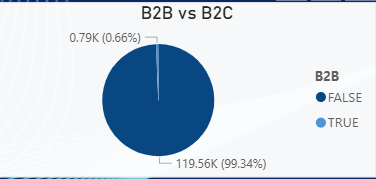 B2B vs B2C
0.79K (0.66%)
B2B
FALSE
TRUE
119.56K (99.34%)